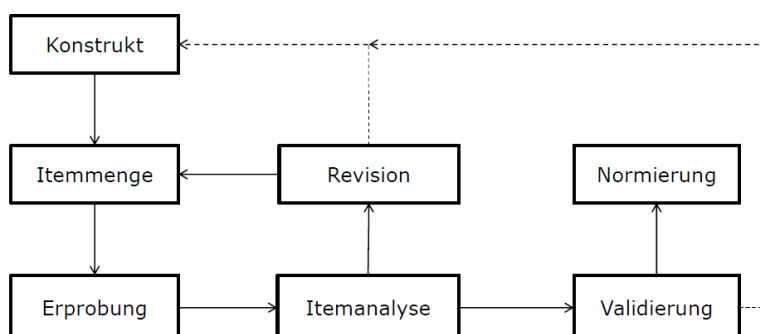 Konstrukt
Itemmenge
Revision
Normierung
Erprobung
Itemanalyse
Validierung